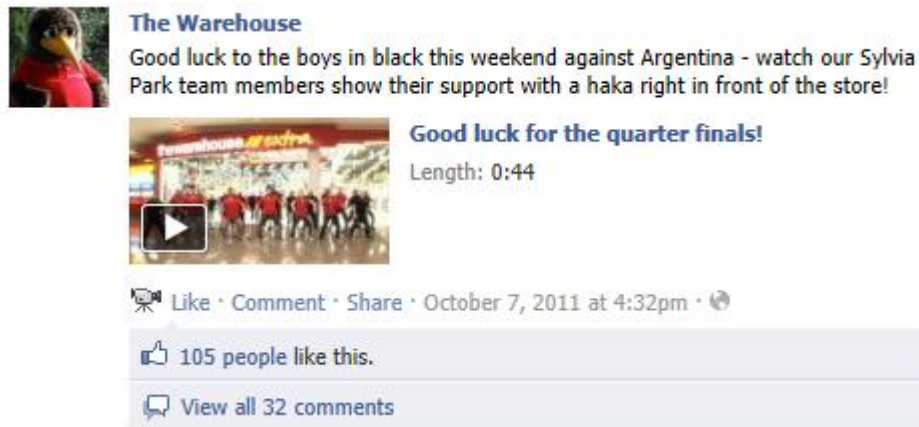 The Warehouse
Good luck to the boys in black this weekend against Argentina - watch our Sylvia
Park team members show their support with a haka right in front of the store!
thewarehouse extra
Good luck for the quarter finals!
Length: 0:44
Like · Comment · Share · October 7, 2011 at 4:32pm ·
105 people like this.
View all 32 comments